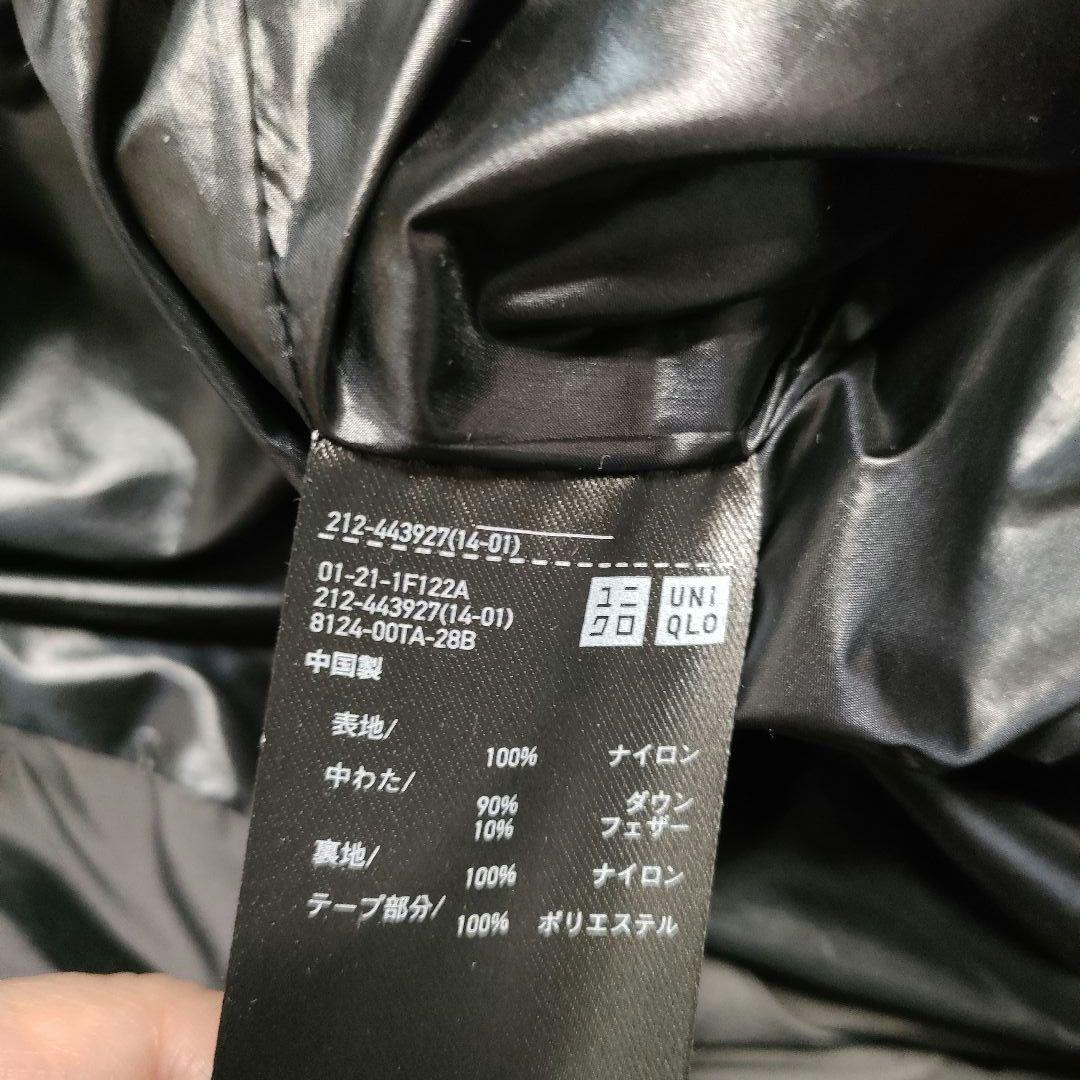 212-443927(14-01)
01-21-1F122A
212-443927(14-01)
8124-00TA-28B
ユニ
クロ
UNI
QLO
中国製
表地/
100% ナイロン
中わた/
90% ダウン
10% フェザー
裏地/
100% ナイロン
テープ部分/
100% ポリエステル